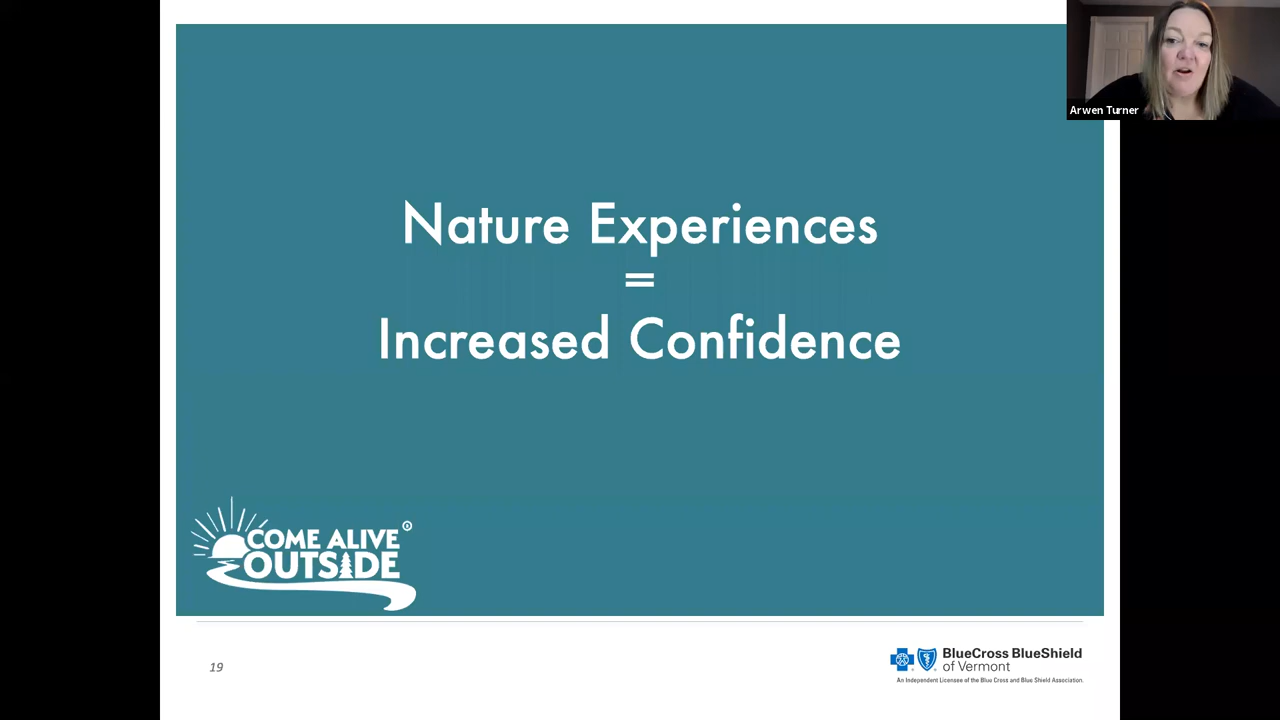 Arwen Turner
Nature Experiences
=
Increased Confidence
COME ALIVE®
OUTSIDE
19
BlueCross BlueShield
of Vermont
An Independent Licensee of the Blue Cross and Blue Shield Association.